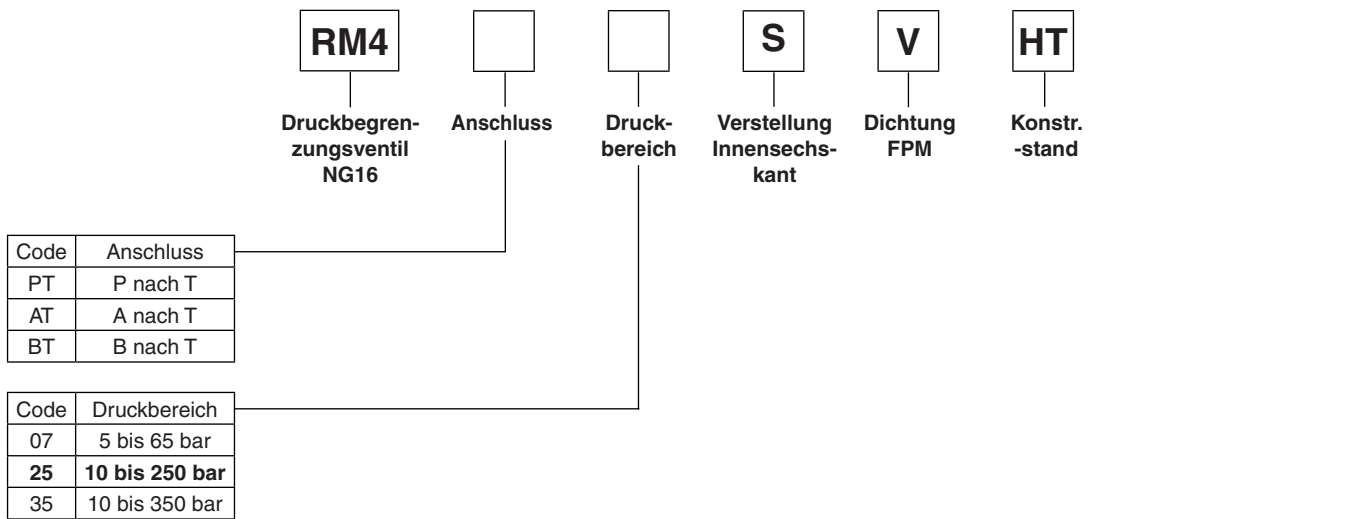 RM4 S V HT
Druckbegren- Anschluss Druck- Verstellung Dichtung Konstr.
zungsventil bereich Innensechs- FPM -stand
NG16 kant
Code Anschluss
PT P nach T
AT A nach T
BT B nach T
Code Druckbereich
07 5 bis 65 bar
25 10 bis 250 bar
35 10 bis 350 bar